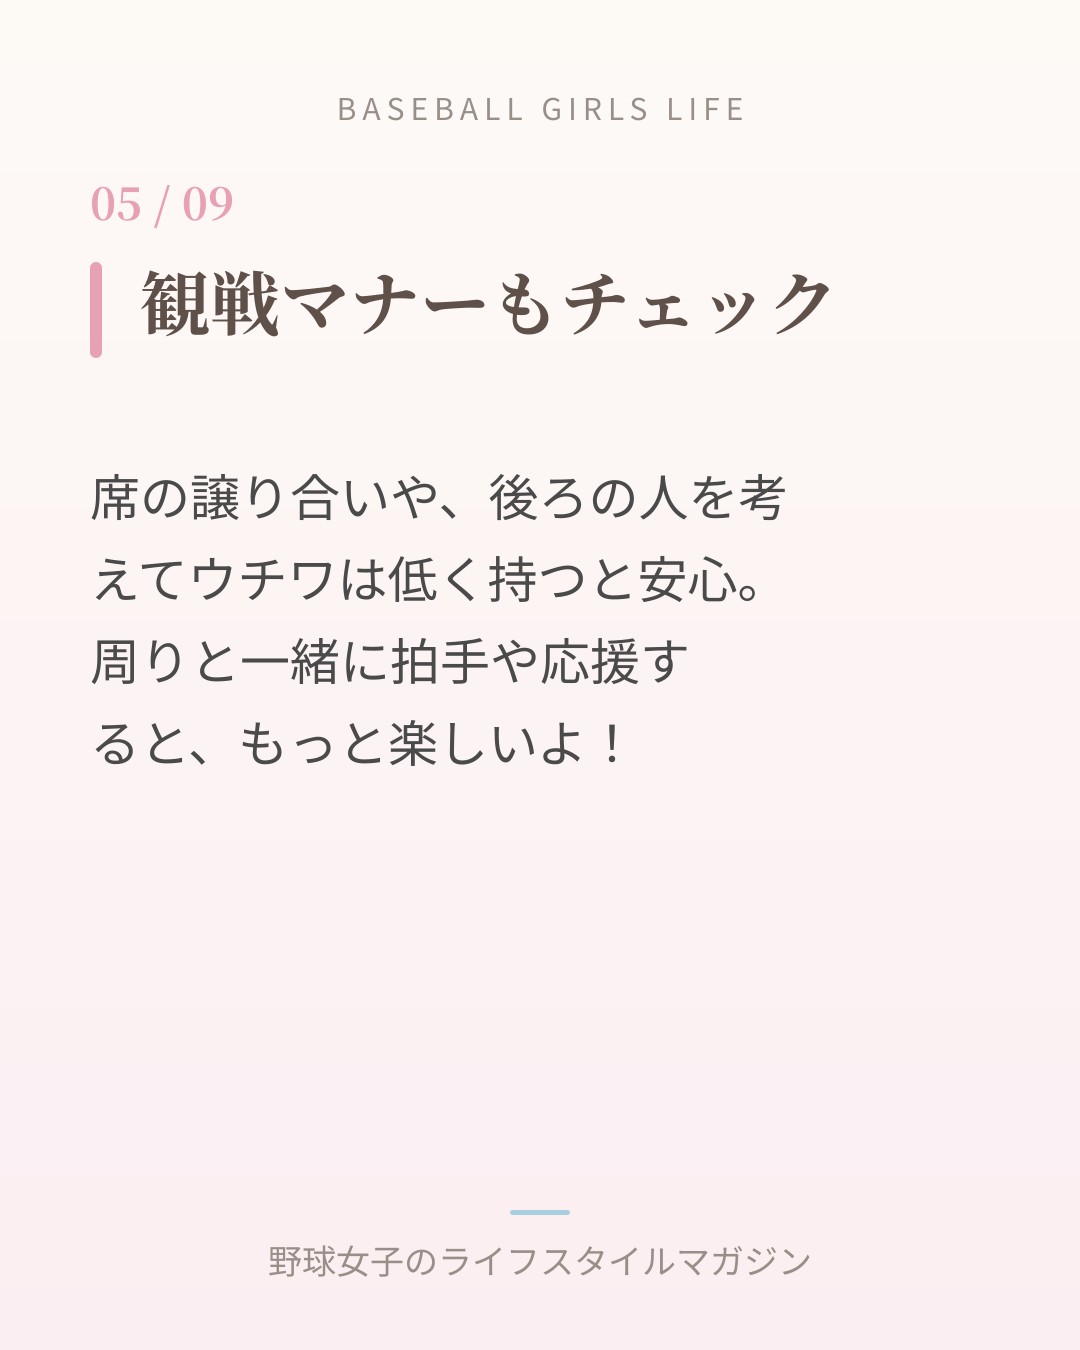 BASEBALL GIRLS LIFE
05 / 09
観戦マナーもチェック
席の譲り合いや、後ろの人を考
えてウチワは低く持つと安心。
周りと一緒に拍手や応援す
ると、もっと楽しいよ！
野球女子のライフスタイルマガジン